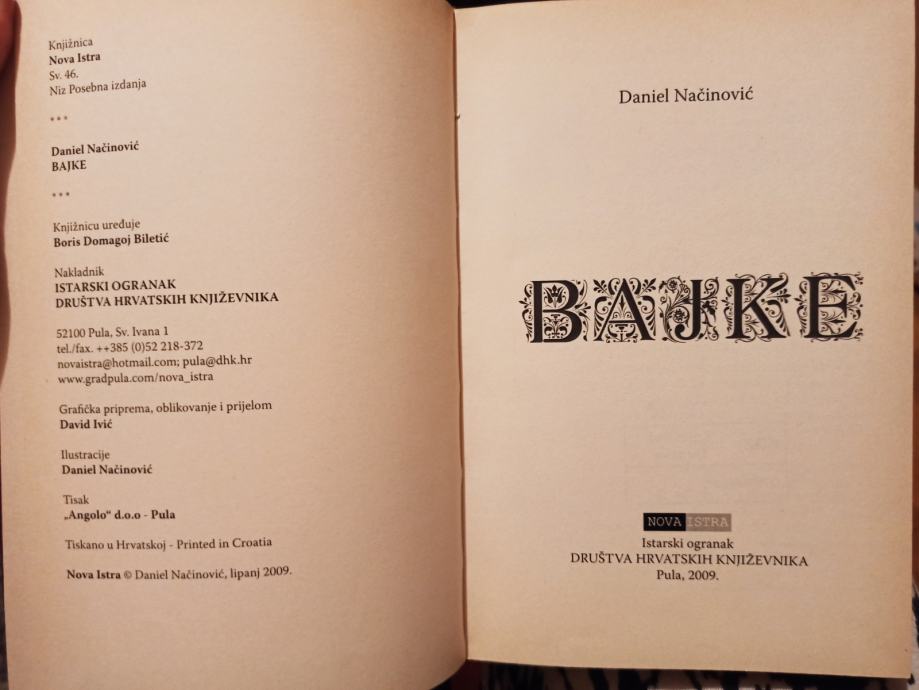 Knjižnica
Nova Istra
Sv. 46.
Niz Posebna izdanja
***
Daniel Načinović
BAJKE
***
Knjižnicu uređuje
Boris Domagoj Biletić
Nakladnik
ISTARSKI OGRANAK
DRUŠTVA HRVATSKIH KNJIŽEVNIKA
52100 Pula, Sv. Ivana 1
tel./fax. ++385 (0)52 218-372
novaistra@hotmail.com; pula@dhk.hr
www.gradpula.com/nova_istra
Grafička priprema, oblikovanje i prijelom
David Ivić
Ilustracije
Daniel Načinović
Tisak
„Angolo“ d.o.o - Pula
Tiskano u Hrvatskoj - Printed in Croatia
Nova Istra © Daniel Načinović, lipanj 2009.
Daniel Načinović
BAJKE
NOVA ISTRA
Istarski ogranak
DRUŠTVA HRVATSKIH KNJIŽEVNIKA
Pula, 2009.